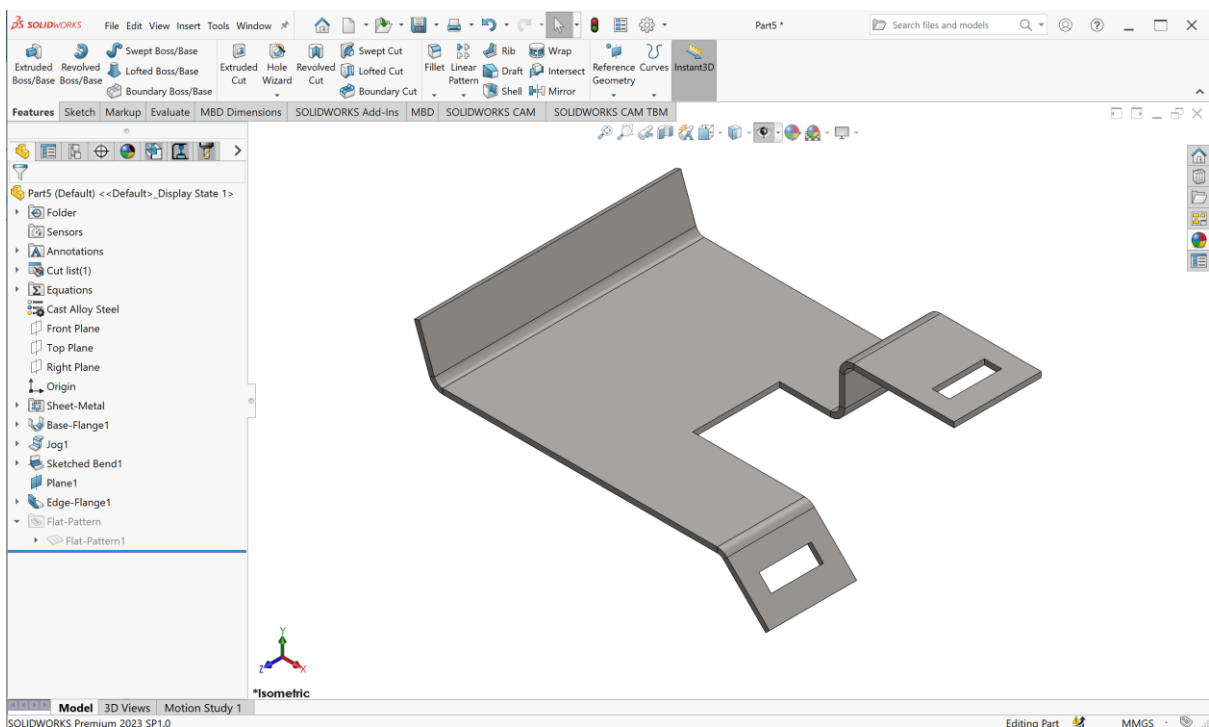 SOLIDWORKS File Edit View Insert Tools Window Part5 * Search files and models
Extruded Boss/Base Revolved Boss/Base Swept Boss/Base Lofted Boss/Base Boundary Boss/Base Extruded Cut Hole Wizard Revolved Cut Swept Cut Lofted Cut Boundary Cut Fillet Linear Pattern Rib Draft Shell Wrap Intersect Mirror Reference Geometry Curves Instant3D
Features Sketch Markup Evaluate MBD Dimensions SOLIDWORKS Add-Ins MBD SOLIDWORKS CAM SOLIDWORKS CAM TBM
Part5 (Default) <<Default>_Display State 1>
Folder
Sensors
Annotations
Cut list(1)
Equations
Cast Alloy Steel
Front Plane
Top Plane
Right Plane
Origin
Sheet-Metal
Base-Flange1
Jog1
Sketched Bend1
Plane1
Edge-Flange1
Flat-Pattern
Flat-Pattern1
Y
Z X
*Isometric
Model 3D Views Motion Study 1
SOLIDWORKS Premium 2023 SP1.0 Editing Part MMGS